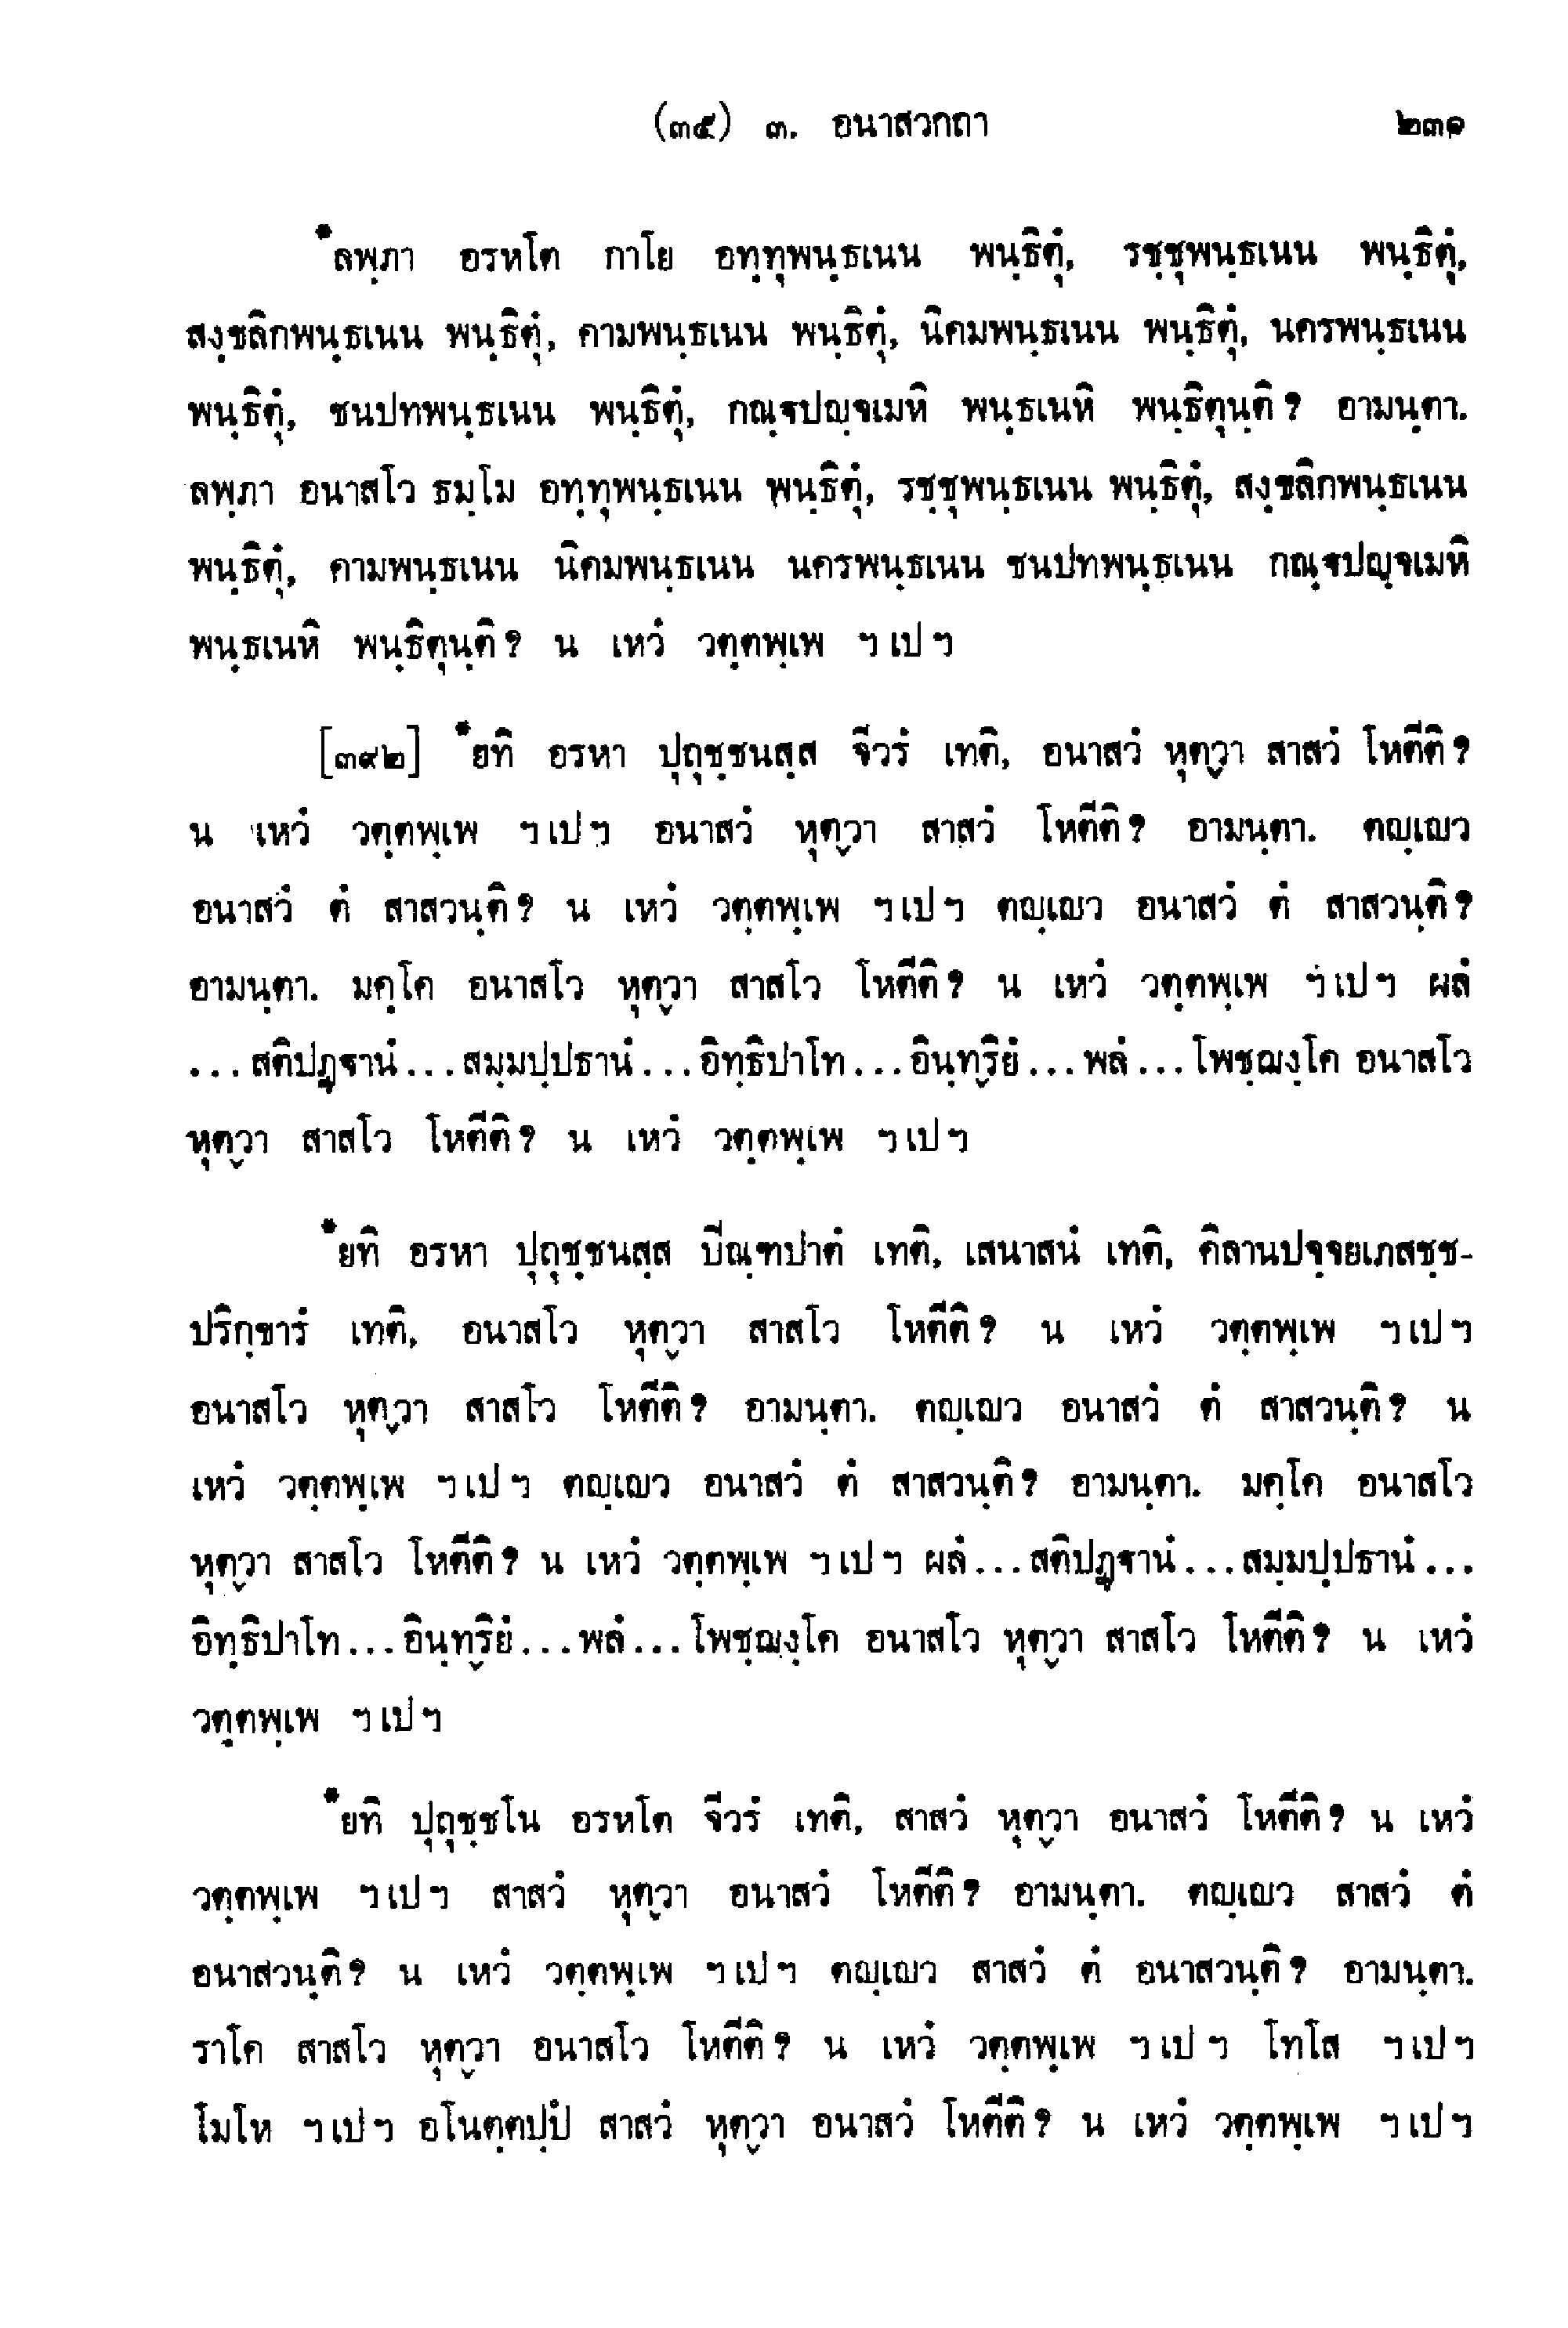 (๓๕) ๓. อนาสวกถา ๒๓๑
*ลพฺภา อรหโต กาโย อทฺทุพนฺธเนน พนฺธิตุํ, รชฺชุพนฺธเนน พนฺธิตุํ,
สงฺขลิกพนฺธเนน พนฺธิตุํ, คามพนฺธเนน พนฺธิตุํ, นิคมพนฺธเนน พนฺธิตุํ, นครพนฺธเนน
พนฺธิตุํ, ชนปทพนฺธเนน พนฺธิตุํ, กณฺฐปญฺจเมหิ พนฺธเนหิ พนฺธิตุนฺติ? อามนฺตา.
ลพฺภา อนาสโว ธมฺโม อทฺทุพนฺธเนน พนฺธิตุํ, รชฺชุพนฺธเนน พนฺธิตุํ, สงฺขลิกพนฺธเนน
พนฺธิตุํ, คามพนฺธเนน นิคมพนฺธเนน นครพนฺธเนน ชนปทพนฺธเนน กณฺฐปญฺจเมหิ
พนฺธเนหิ พนฺธิตุนฺติ? น เหวํ วตฺตพฺเพ ฯเปฯ
[๓๙๒] *ยทิ อรหา ปุถุชฺชนสฺส จีวรํ เทติ, อนาสวํ หุตฺวา สาสวํ โหตีติ?
น เหวํ วตฺตพฺเพ ฯเปฯ อนาสวํ หุตฺวา สาสวํ โหตีติ? อามนฺตา. ตญฺเญว
อนาสวํ ตํ สาสวนฺติ? น เหวํ วตฺตพฺเพ ฯเปฯ ตญฺเญว อนาสวํ ตํ สาสวนฺติ?
อามนฺตา. มคฺโค อนาสโว หุตฺวา สาสโว โหตีติ? น เหวํ วตฺตพฺเพ ฯเปฯ ผลํ
...สติปฏฺฐานํ...สมฺมปฺปธานํ...อิทฺธิปาโท...อินฺทฺริยํ...พลํ...โพชฺฌงฺโค อนาสโว
หุตฺวา สาสโว โหตีติ? น เหวํ วตฺตพฺเพ ฯเปฯ
*ยทิ อรหา ปุถุชฺชนสฺส ปิณฺฑปาตํ เทติ, เสนาสนํ เทติ, คิลานปจฺจยเภสชฺช-
ปริกฺขารํ เทติ, อนาสโว หุตฺวา สาสโว โหตีติ? น เหวํ วตฺตพฺเพ ฯเปฯ
อนาสโว หุตฺวา สาสโว โหตีติ? อามนฺตา. ตญฺเญว อนาสวํ ตํ สาสวนฺติ? น
เหวํ วตฺตพฺเพ ฯเปฯ ตญฺเญว อนาสวํ ตํ สาสวนฺติ? อามนฺตา. มคฺโค อนาสโว
หุตฺวา สาสโว โหตีติ? น เหวํ วตฺตพฺเพ ฯเปฯ ผลํ...สติปฏฺฐานํ...สมฺมปฺปธานํ...
อิทฺธิปาโท...อินฺทฺริยํ...พลํ...โพชฺฌงฺโค อนาสโว หุตฺวา สาสโว โหตีติ? น เหวํ
วตฺตพฺเพ ฯเปฯ
*ยทิ ปุถุชฺชโน อรหโต จีวรํ เทติ, สาสวํ หุตฺวา อนาสวํ โหตีติ? น เหวํ
วตฺตพฺเพ ฯเปฯ สาสวํ หุตฺวา อนาสวํ โหตีติ? อามนฺตา. ตญฺเญว สาสวํ ตํ
อนาสวนฺติ? น เหวํ วตฺตพฺเพ ฯเปฯ ตญฺเญว สาสวํ ตํ อนาสวนฺติ? อามนฺตา.
ราโค สาสโว หุตฺวา อนาสโว โหตีติ? น เหวํ วตฺตพฺเพ ฯเปฯ โทโส ฯเปฯ
โมโห ฯเปฯ อโนตฺตปฺปํ สาสวํ หุตฺวา อนาสวํ โหตีติ? น เหวํ วตฺตพฺเพ ฯเปฯ